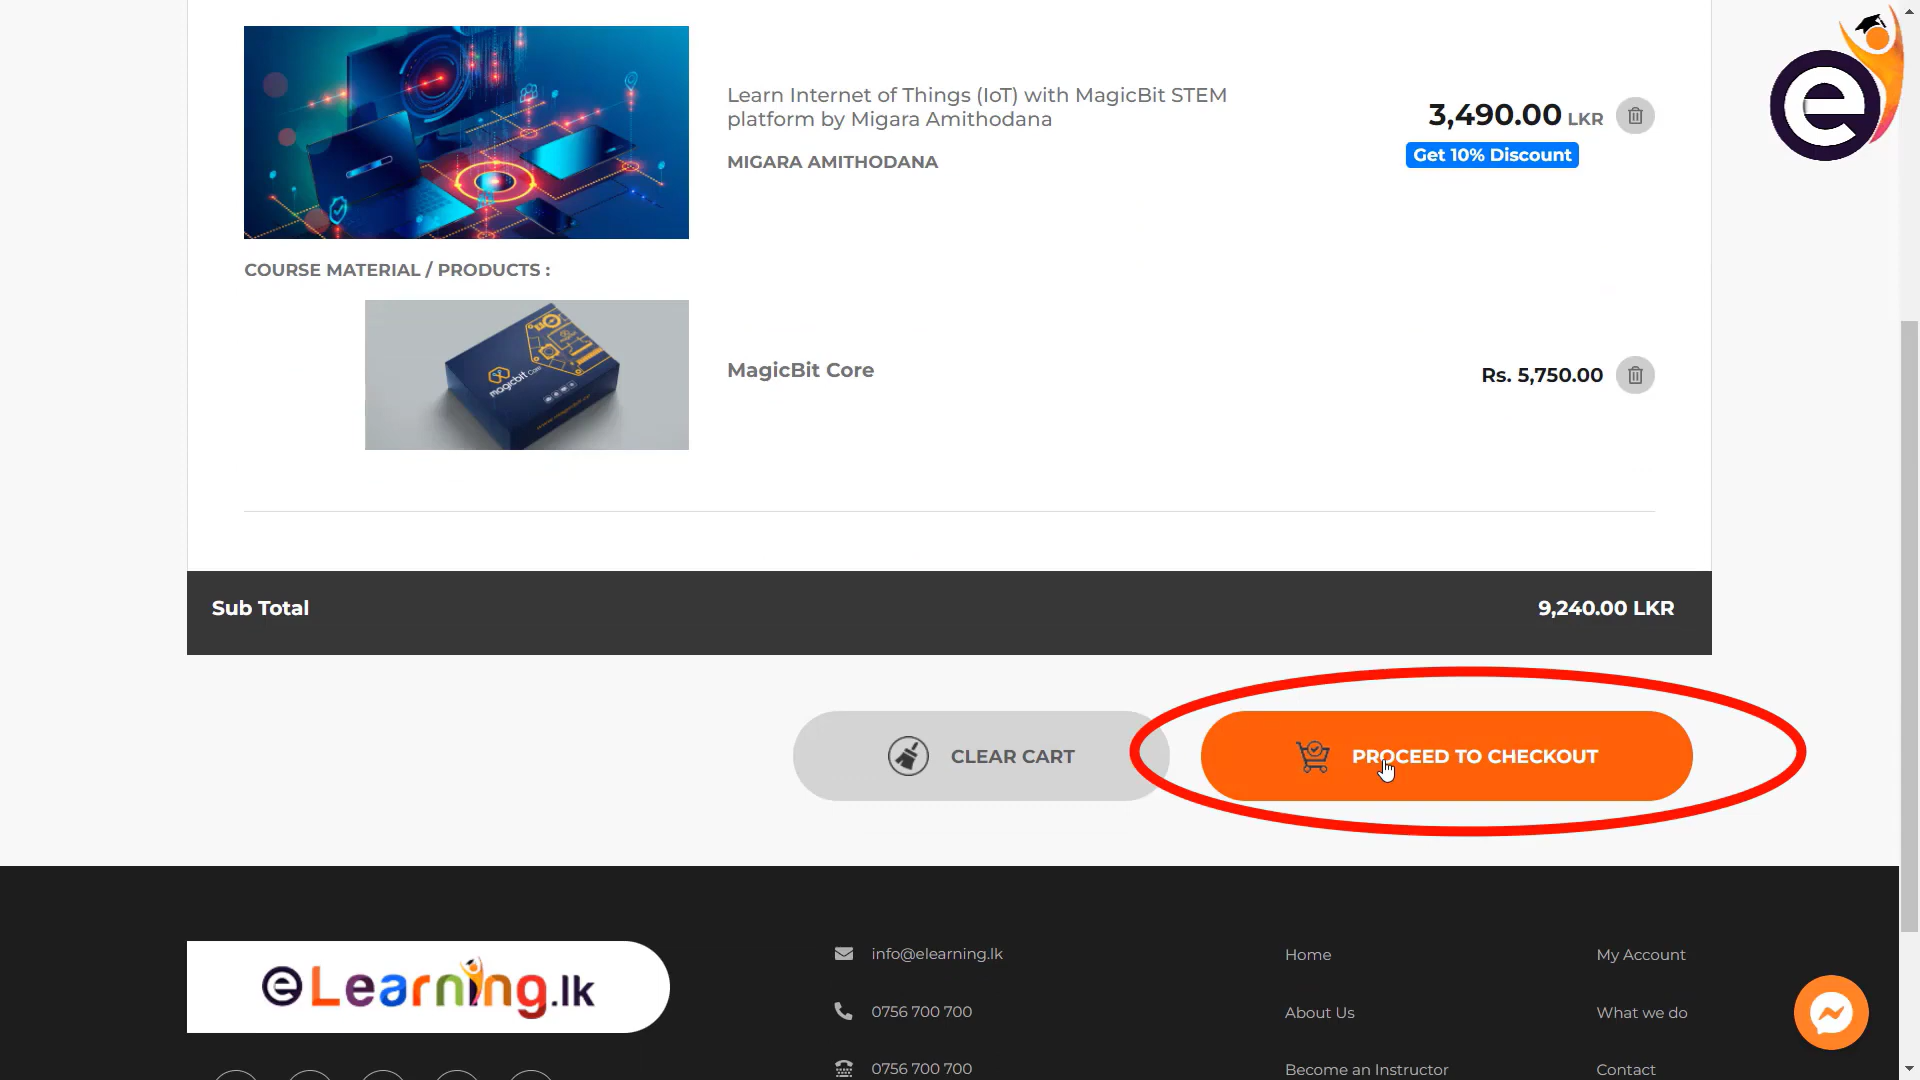 Learn Internet of Things (IoT) with MagicBit STEM
platform by Migara Amithodana
MIGARA AMITHODANA
3,490.00 LKR
Get 10% Discount
COURSE MATERIAL / PRODUCTS :
magicbit Core
MagicBit Core
Rs. 5,750.00
Sub Total
9,240.00 LKR
CLEAR CART
PROCEED TO CHECKOUT
eLearning.lk
info@elearning.lk
0756 700 700
0756 700 700
Home
About Us
Become an Instructor
My Account
What we do
Contact